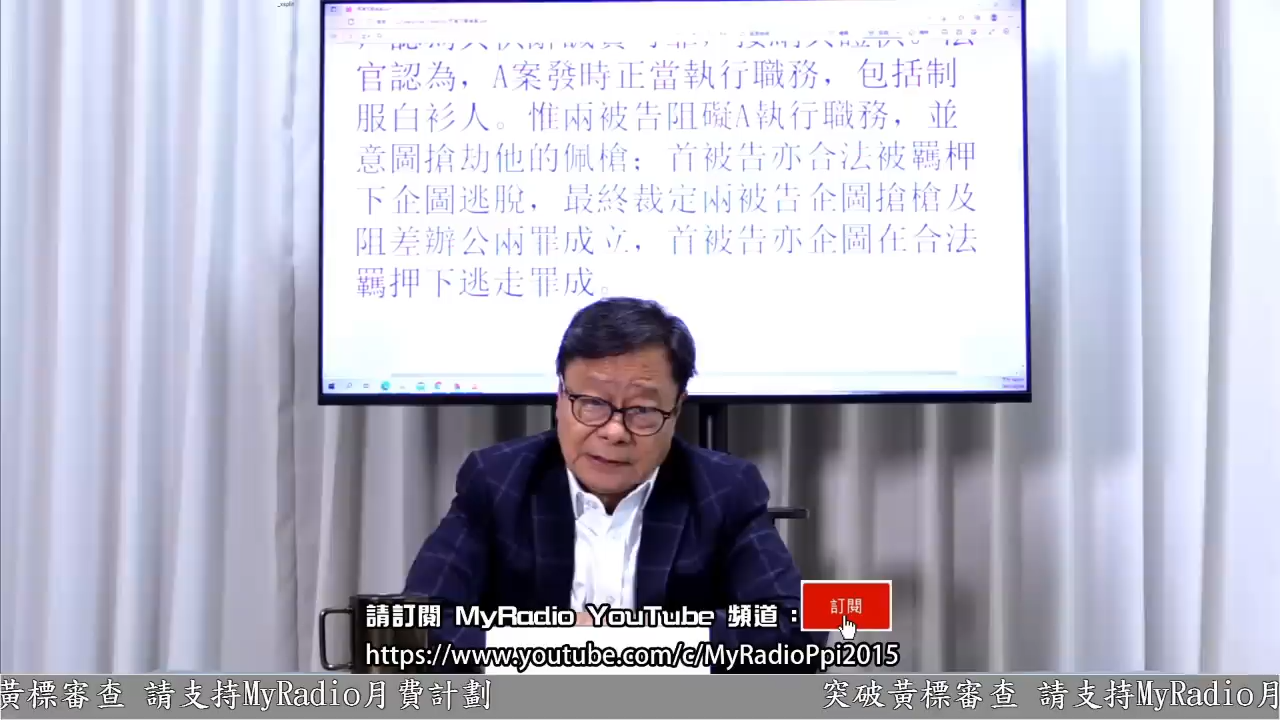 官認為，A案發時正當執行職務，包括制
服白衫人。惟兩被告阻礙A執行職務，並
意圖搶劫他的佩槍；首被告亦合法被羈柙
下企圖逃脫，最終裁定兩被告企圖搶槍及
阻差辦公兩罪成立，首被告亦企圖在合法
羈押下逃走罪成。
請訂閱 MyRadio YouTube 頻道：
訂閱
https://www.youtube.com/c/MyRadioPpi2015
黃標審查 請支持MyRadio月費計劃
突破黃標審查 請支持MyRadio月